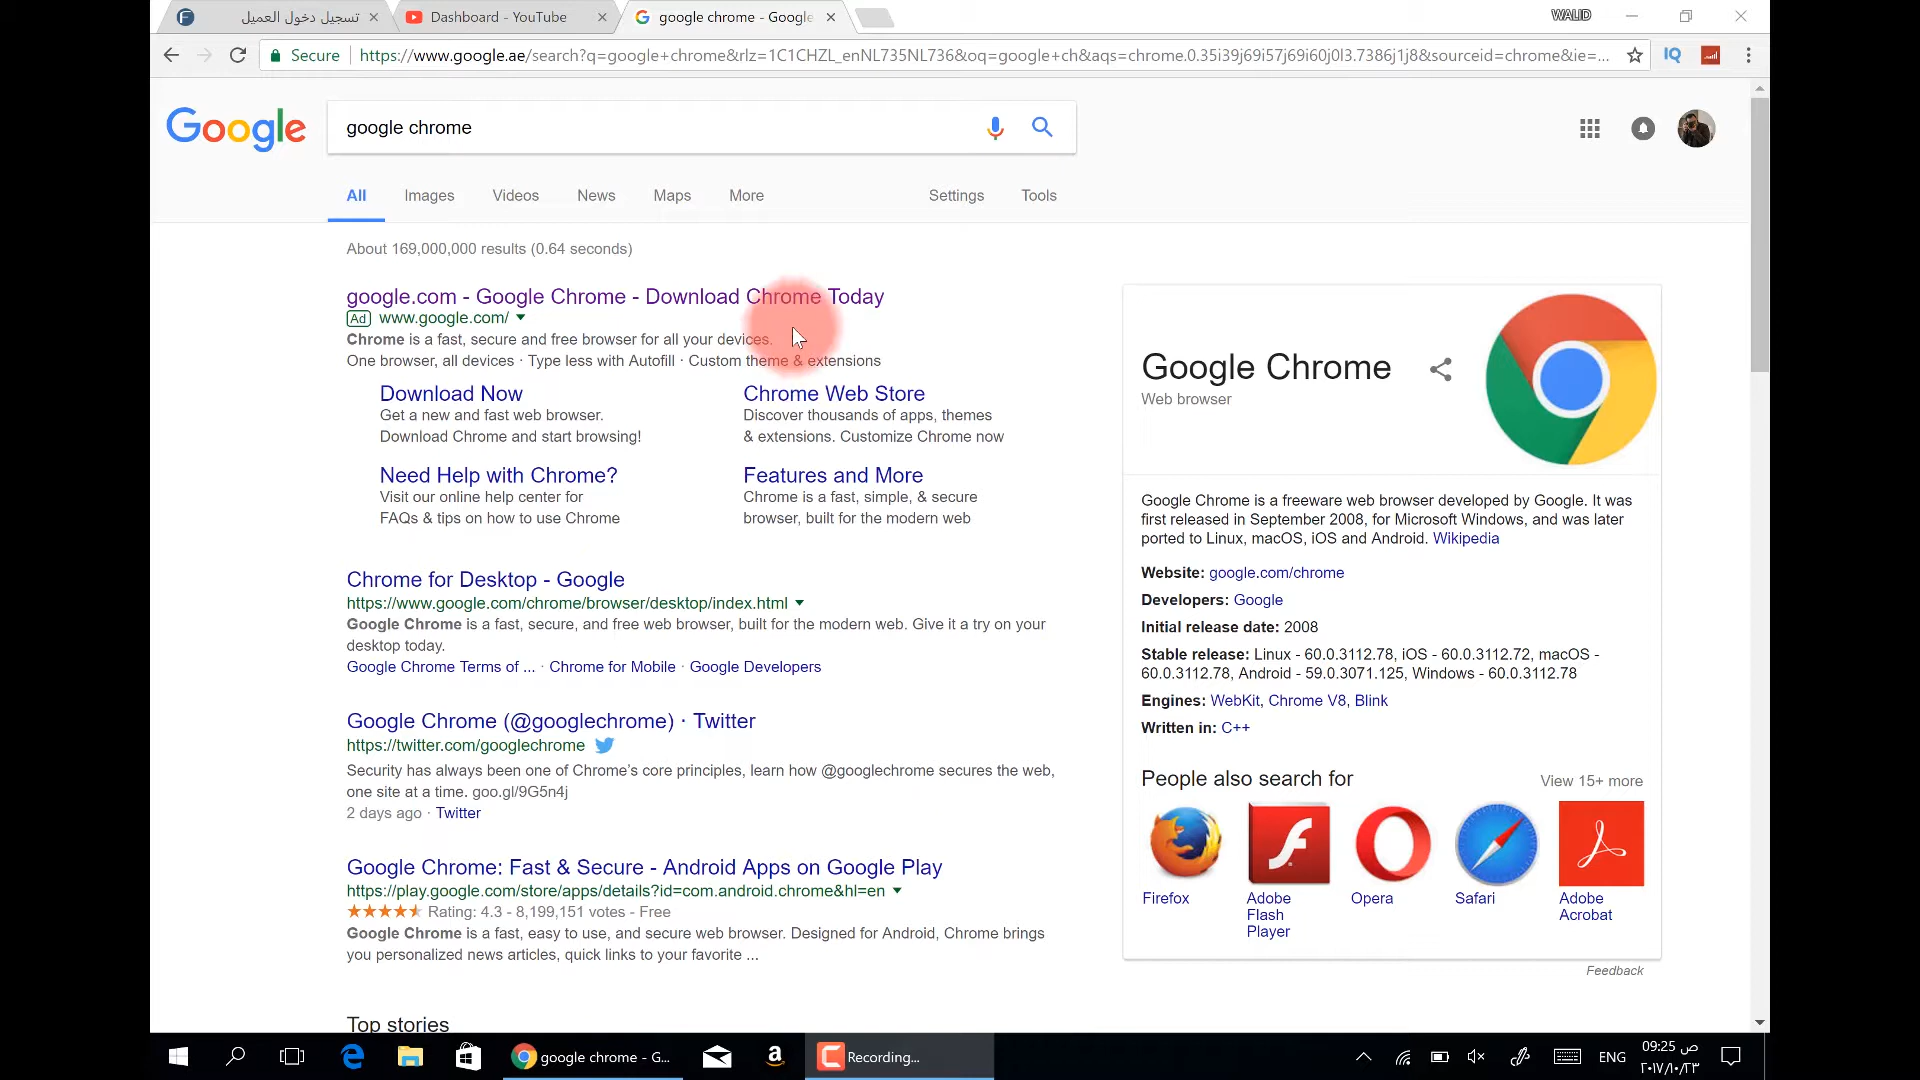 تسجيل دخول العميل
Dashboard - YouTube
google chrome - Google
WALID
Secure
https://www.google.ae/search?q=google+chrome&rlz=1C1CHZL_enNL735NL736&oq=google+ch&aqs=chrome.0.35i39j69i57j69i60j0l3.7386j1j8&sourceid=chrome&ie=...
IQ
Google
google chrome
All Images Videos News Maps More Settings Tools
About 169,000,000 results (0.64 seconds)
google.com - Google Chrome - Download Chrome Today
Ad www.google.com/
Chrome is a fast, secure and free browser for all your devices.
One browser, all devices · Type less with Autofill · Custom theme & extensions
Download Now
Get a new and fast web browser.
Download Chrome and start browsing!
Chrome Web Store
Discover thousands of apps, themes
& extensions. Customize Chrome now
Need Help with Chrome?
Visit our online help center for
FAQs & tips on how to use Chrome
Features and More
Chrome is a fast, simple, & secure
browser, built for the modern web
Chrome for Desktop - Google
https://www.google.com/chrome/browser/desktop/index.html
Google Chrome is a fast, secure, and free web browser, built for the modern web. Give it a try on your
desktop today.
Google Chrome Terms of ... · Chrome for Mobile · Google Developers
Google Chrome (@googlechrome) · Twitter
https://twitter.com/googlechrome
Security has always been one of Chrome's core principles, learn how @googlechrome secures the web,
one site at a time. goo.gl/9G5n4j
2 days ago · Twitter
Google Chrome: Fast & Secure - Android Apps on Google Play
https://play.google.com/store/apps/details?id=com.android.chrome&hl=en
Rating: 4.3 - 8,199,151 votes - Free
Google Chrome is a fast, easy to use, and secure web browser. Designed for Android, Chrome brings
you personalized news articles, quick links to your favorite ...
Top stories
Google Chrome
Web browser
Google Chrome is a freeware web browser developed by Google. It was
first released in September 2008, for Microsoft Windows, and was later
ported to Linux, macOS, iOS and Android. Wikipedia
Website: google.com/chrome
Developers: Google
Initial release date: 2008
Stable release: Linux - 60.0.3112.78, iOS - 60.0.3112.72, macOS -
60.0.3112.78, Android - 59.0.3071.125, Windows - 60.0.3112.78
Engines: WebKit, Chrome V8, Blink
Written in: C++
People also search for
View 15+ more
Firefox
Adobe
Flash
Player
Opera
Safari
Adobe
Acrobat
Feedback
google chrome - G...
Recording...
ENG
09:25 ص
٢٠١٧/١٠/٢٣